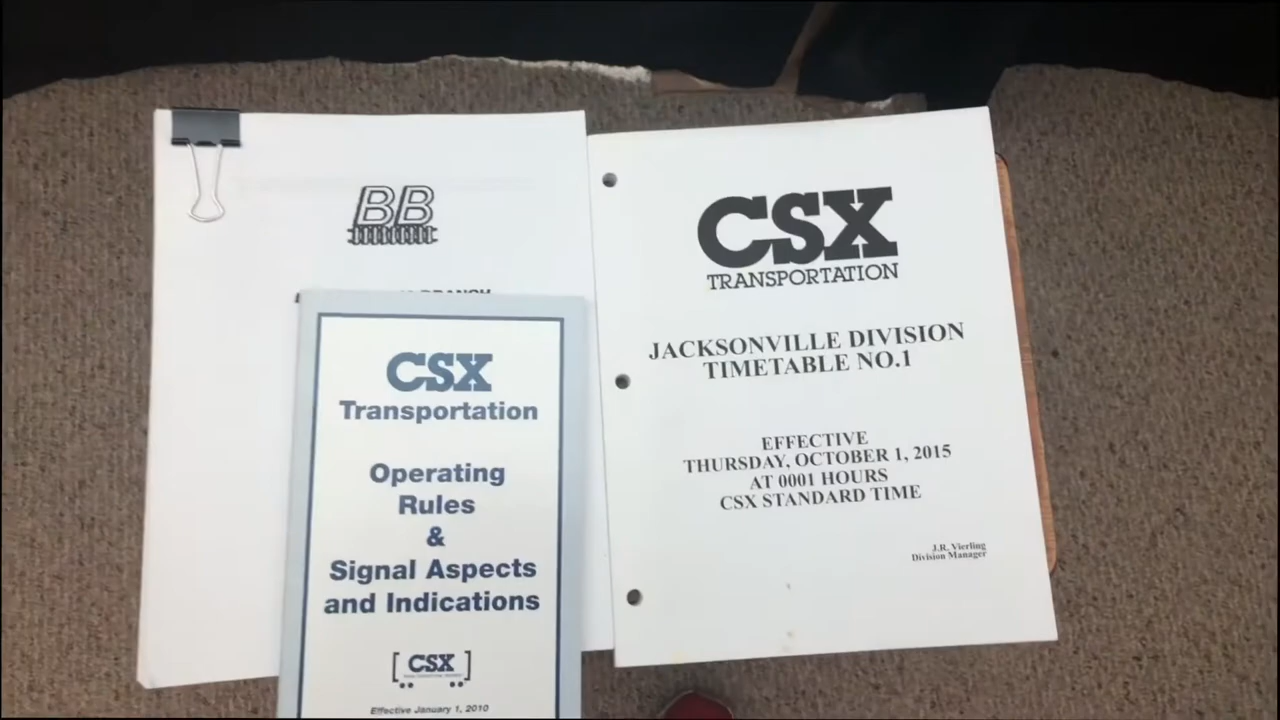 BB
BRANCH
CSX
Transportation
Operating
Rules
&
Signal Aspects
and Indications
CSX
Effective January 1, 2010
CSX
TRANSPORTATION
JACKSONVILLE DIVISION
TIMETABLE NO.1
EFFECTIVE
THURSDAY, OCTOBER 1, 2015
AT 0001 HOURS
CSX STANDARD TIME
J.R. Vierling
Division Manager